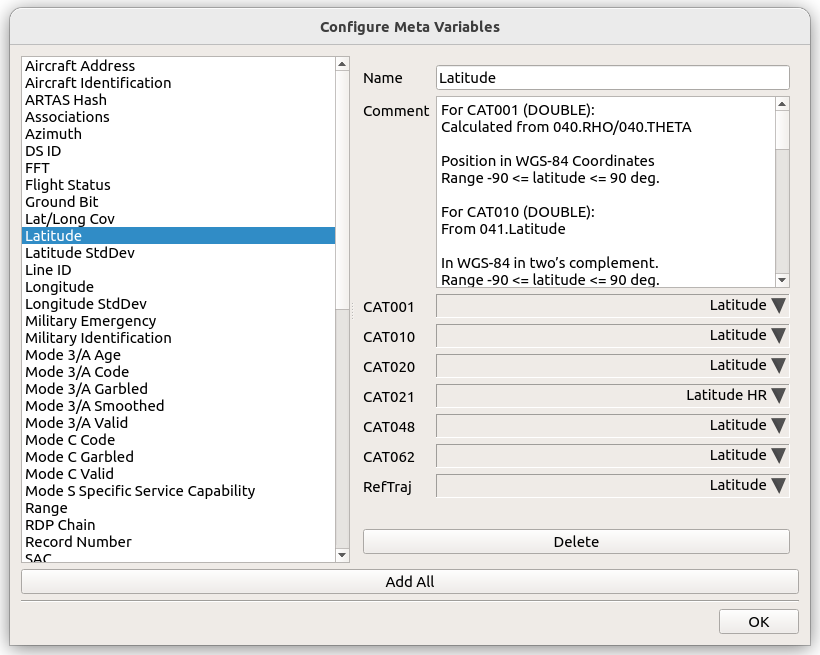 Configure Meta Variables
Aircraft Address
Aircraft Identification
ARTAS Hash
Associations
Azimuth
DS ID
FFT
Flight Status
Ground Bit
Lat/Long Cov
Latitude
Latitude StdDev
Line ID
Longitude
Longitude StdDev
Military Emergency
Military Identification
Mode 3/A Age
Mode 3/A Code
Mode 3/A Garbled
Mode 3/A Smoothed
Mode 3/A Valid
Mode C Code
Mode C Garbled
Mode C Valid
Mode S Specific Service Capability
Range
RDP Chain
Record Number
SAC
Name Latitude
Comment
For CAT001 (DOUBLE):
Calculated from 040.RHO/040.THETA
Position in WGS-84 Coordinates
Range -90 <= latitude <= 90 deg.
For CAT010 (DOUBLE):
From 041.Latitude
In WGS-84 in two’s complement.
Range -90 <= latitude <= 90 deg.
CAT001 Latitude
CAT010 Latitude
CAT020 Latitude
CAT021 Latitude HR
CAT048 Latitude
CAT062 Latitude
RefTraj Latitude
Delete
Add All
OK